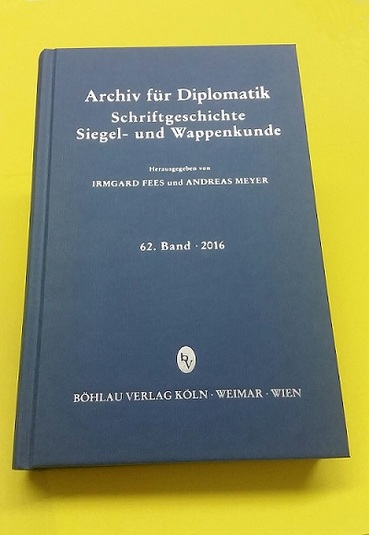 Archiv für Diplomatik
Schriftgeschichte
Siegel- und Wappenkunde
Herausgegeben von
IRMGARD FEES und ANDREAS MEYER
62. Band · 2016
bV
BÖHLAU VERLAG KÖLN · WEIMAR · WIEN